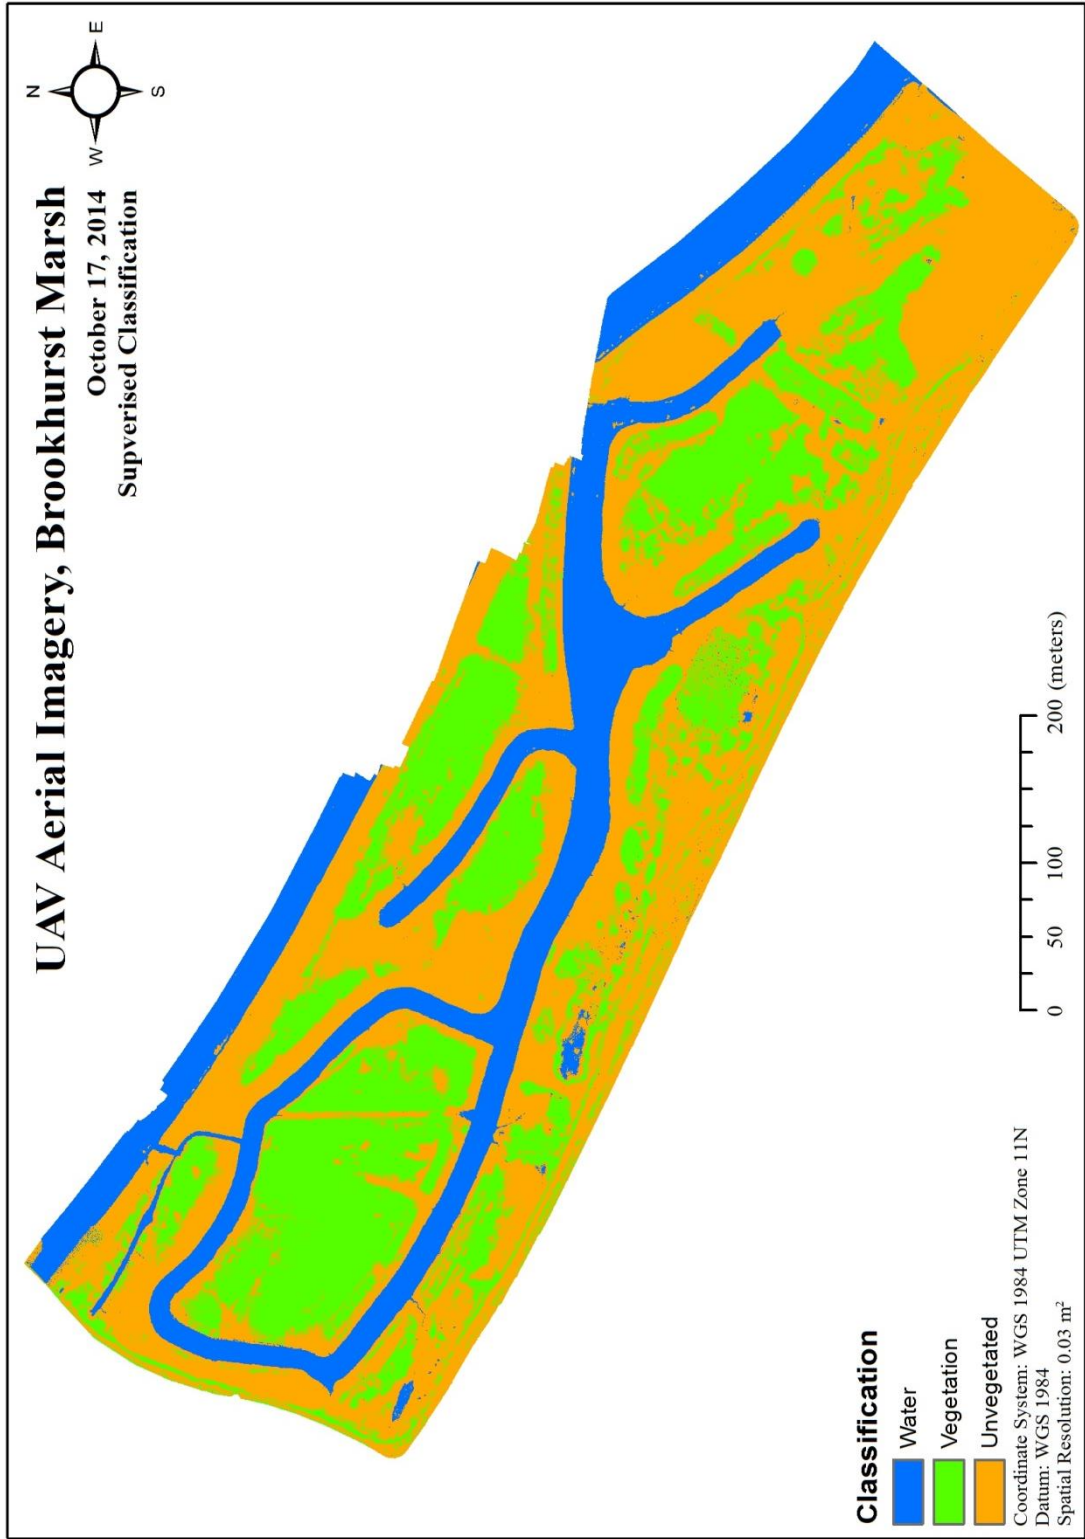 UAV Aerial Imagery, Brookhurst Marsh
October 17, 2014
Supverised Classification
N
W E
S
Classification
Water
Vegetation
Unvegetated
Coordinate System: WGS 1984 UTM Zone 11N
Datum: WGS 1984
Spatial Resolution: 0.03 m²
0 50 100 200 (meters)